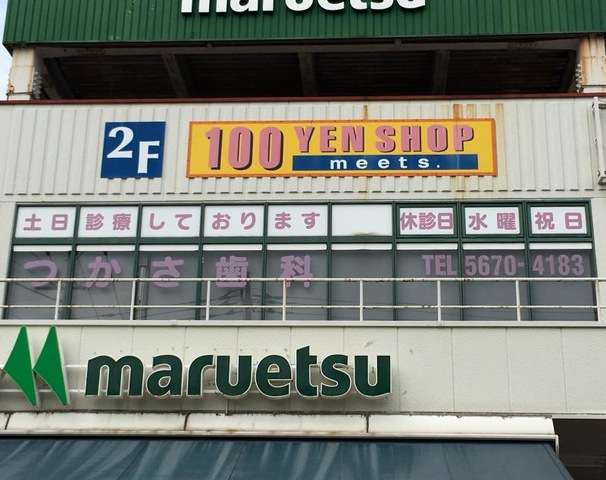 maruetsu
2F
100 YEN SHOP
meets.
土日診療しております 休診日 水曜 祝日
つかさ歯科 TEL 5670-4183
maruetsu